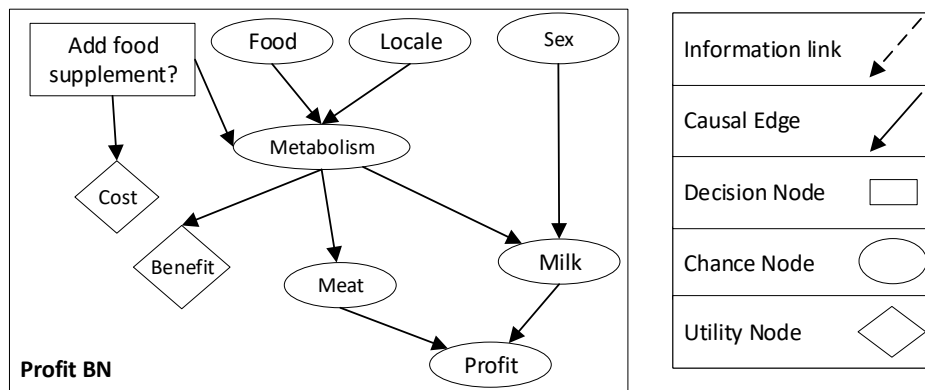 Add food
supplement?
Food
Locale
Sex
Metabolism
Cost
Benefit
Meat
Milk
Profit
Profit BN
Information link
Causal Edge
Decision Node
Chance Node
Utility Node